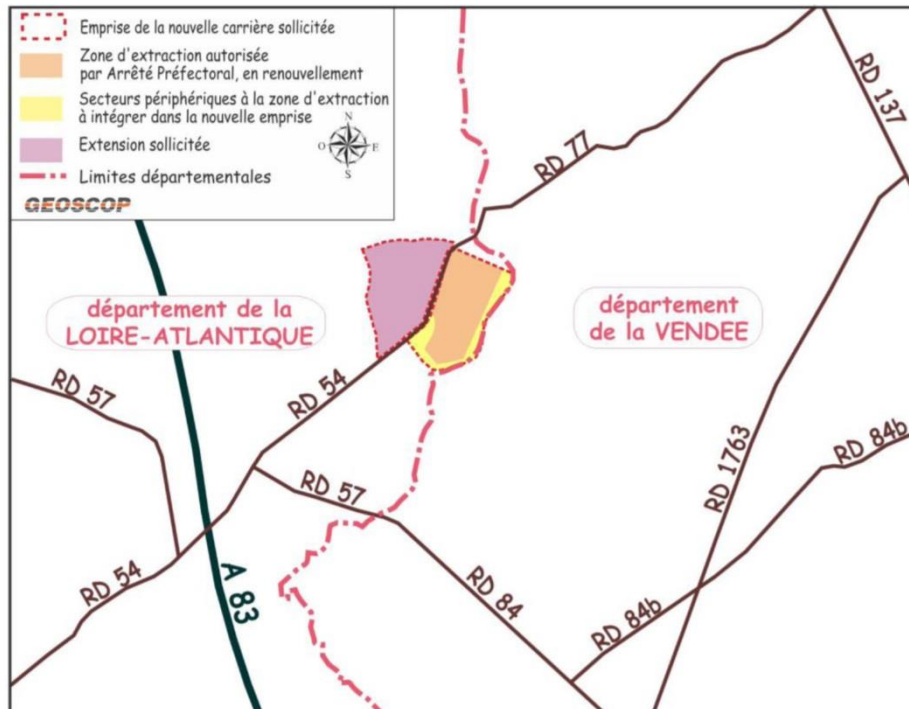 Emprise de la nouvelle carrière sollicitée
Zone d'extraction autorisée
par Arrêté Préfectoral, en renouvellement
Secteurs périphériques à la zone d'extraction
à intégrer dans la nouvelle emprise
Extension sollicitée
N
O
E
S
Limites départementales
GEOSCOP
RD 137
RD 77
département de la
LOIRE-ATLANTIQUE
département
de la VENDEE
RD 57
RD 54
RD 57
RD 1763
RD 84b
RD 54
A 83
RD 84
RD 84b